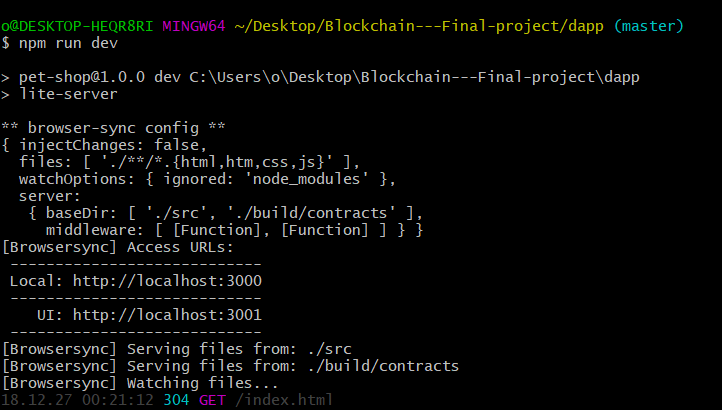 o@DESKTOP-HEQR8RI MINGW64 ~/Desktop/Blockchain---Final-project/dapp (master)
$ npm run dev
> pet-shop@1.0.0 dev C:\Users\o\Desktop\Blockchain---Final-project\dapp
> lite-server
** browser-sync config **
{ injectChanges: false,
  files: [ './**/*.{html,htm,css,js}' ],
  watchOptions: { ignored: 'node_modules' },
  server:
   { baseDir: [ './src', './build/contracts' ],
     middleware: [ [Function], [Function] ] } }
[Browsersync] Access URLs:
 ----------------------------
 Local: http://localhost:3000
 ----------------------------
    UI: http://localhost:3001
 ----------------------------
[Browsersync] Serving files from: ./src
[Browsersync] Serving files from: ./build/contracts
[Browsersync] Watching files...
18.12.27 00:21:12 304 GET /index.html